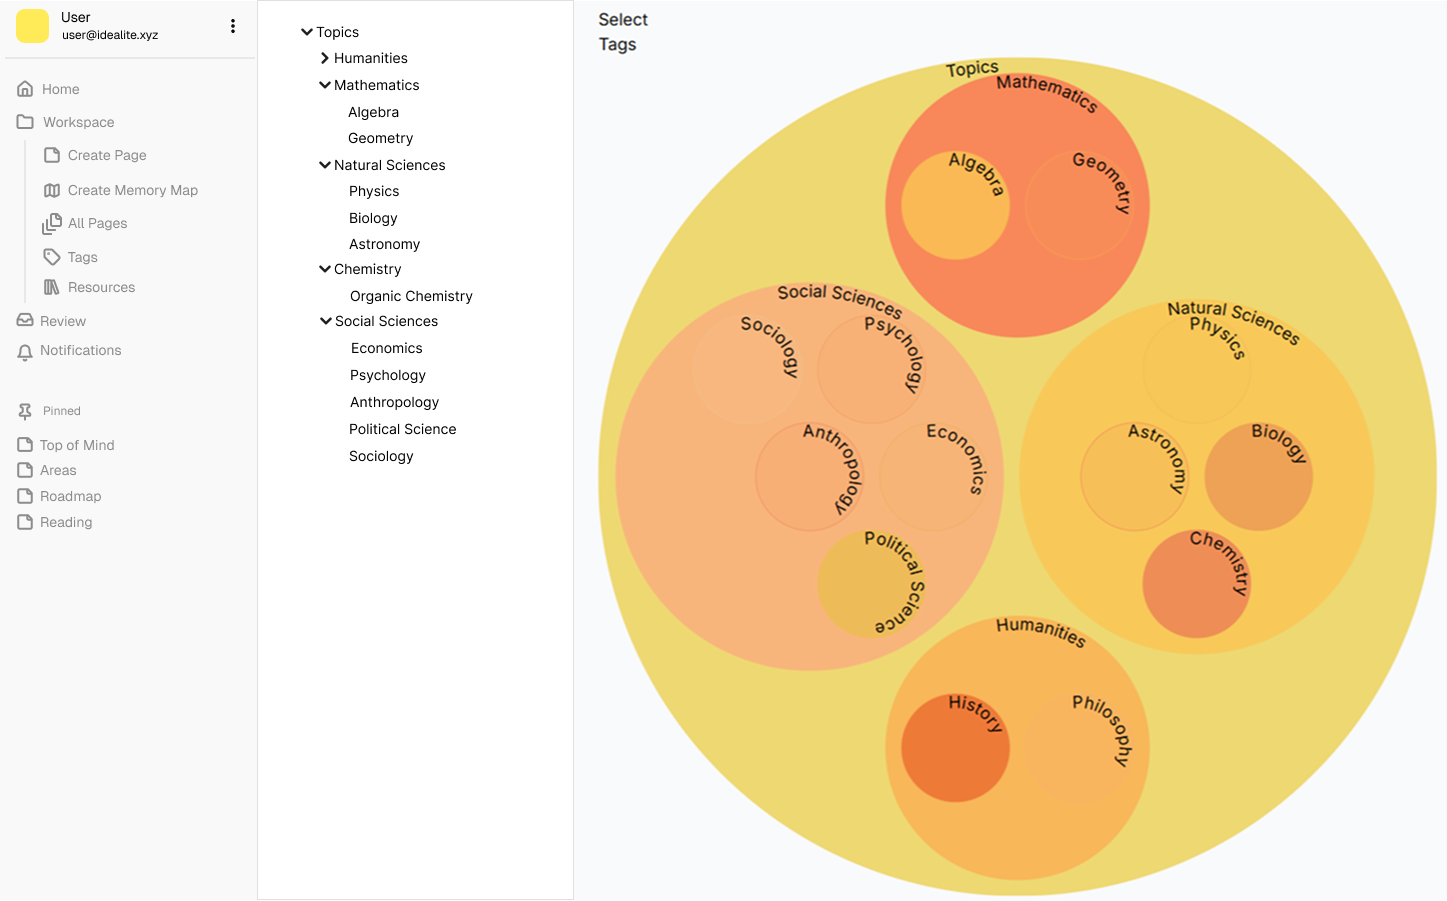 User
user@idealite.xyz
Home
Workspace
Create Page
Create Memory Map
All Pages
Tags
Resources
Review
Notifications
Pinned
Top of Mind
Areas
Roadmap
Reading
Topics
Humanities
Mathematics
Algebra
Geometry
Natural Sciences
Physics
Biology
Astronomy
Chemistry
Organic Chemistry
Social Sciences
Economics
Psychology
Anthropology
Political Science
Sociology
Select
Tags
Topics
Mathematics
Algebra
Geometry
Social Sciences
Sociology
Psychology
Anthropology
Economics
Political Science
Natural Sciences
Physics
Astronomy
Biology
Chemistry
Humanities
History
Philosophy